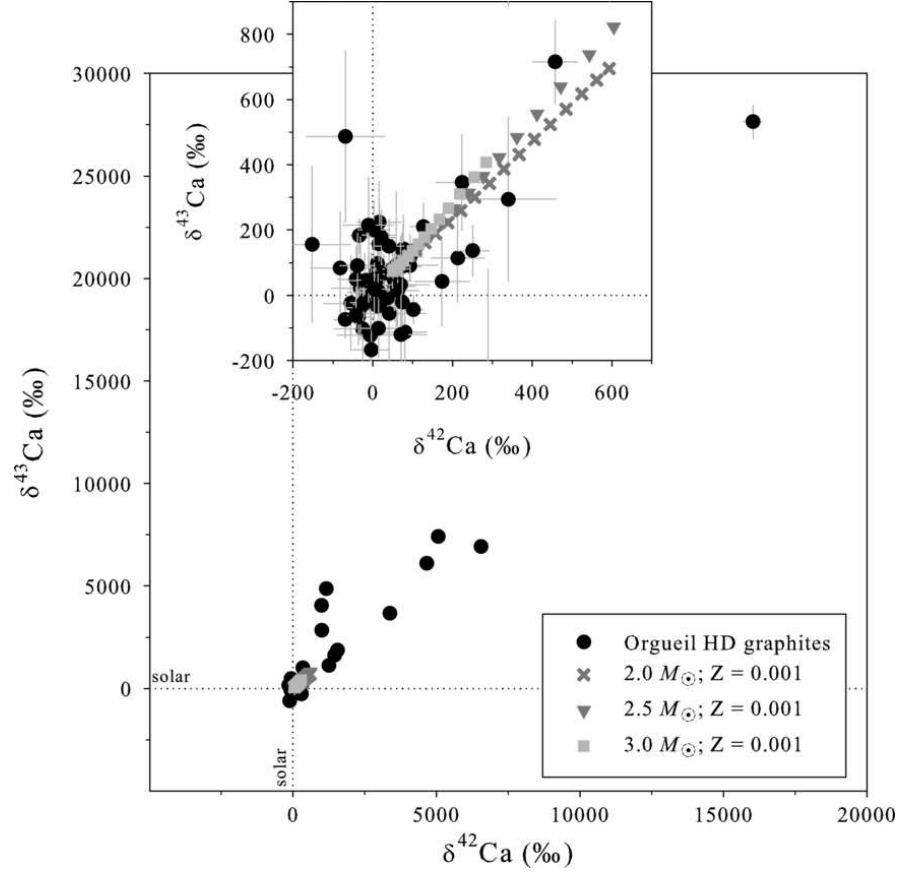 800
600
400
200
0
-200
-200 0 200 400 600
δ⁴³Ca (‰)
δ⁴²Ca (‰)
30000
25000
20000
15000
10000
5000
0
δ⁴³Ca (‰)
solar
solar
Orgueil HD graphites
2.0 M☉; Z = 0.001
2.5 M☉; Z = 0.001
3.0 M☉; Z = 0.001
0 5000 10000 15000 20000
δ⁴²Ca (‰)